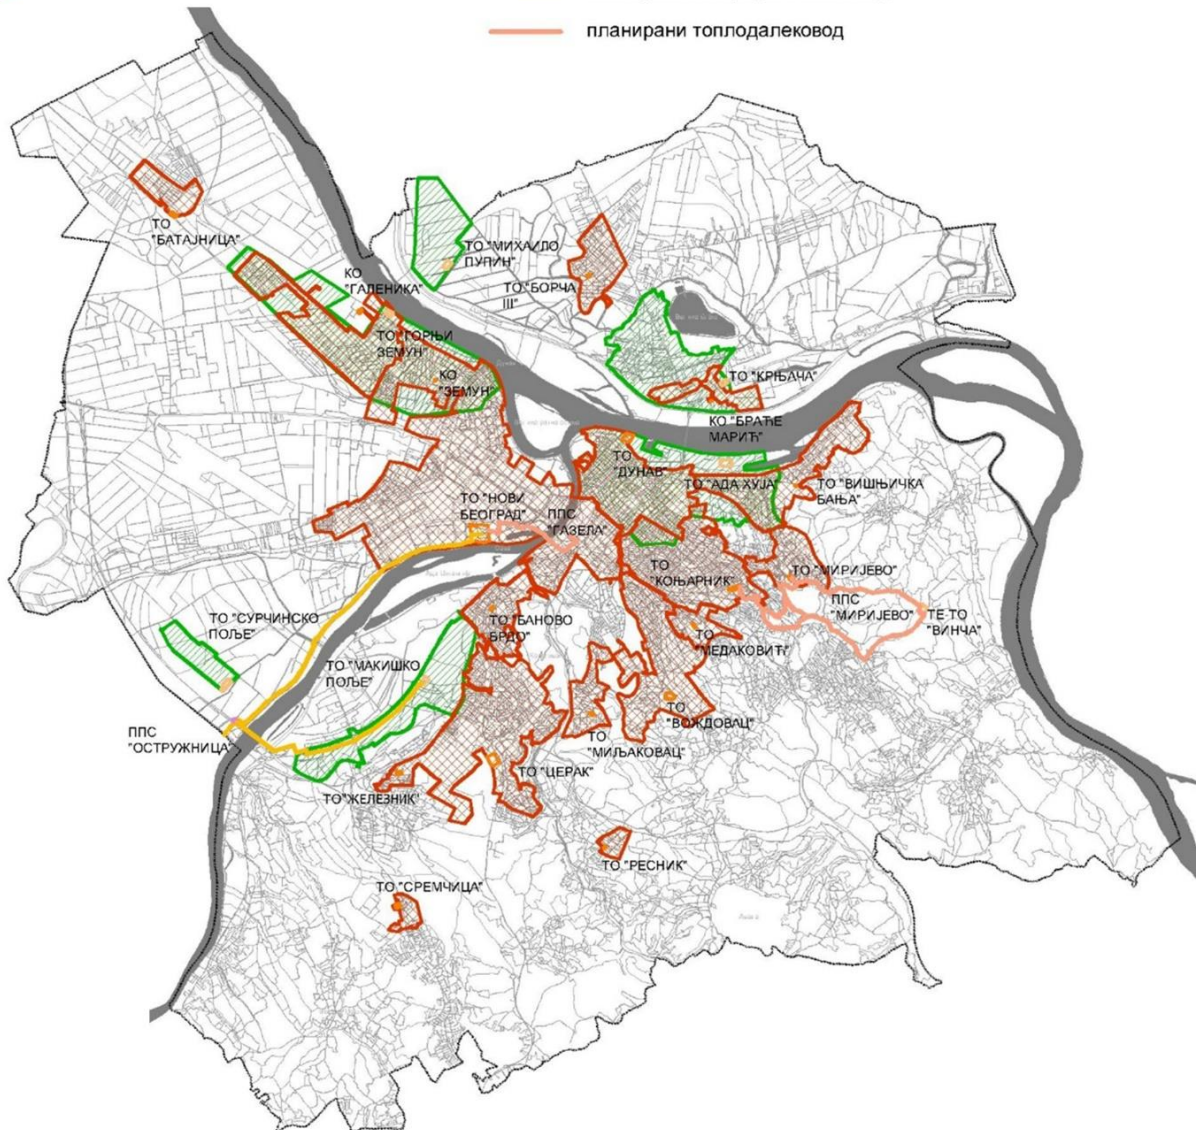 планирани топлодалековод
ТО
"БАТАЈНИЦА"
ТО "МИХАИЛО
ПУПИН"
КО
"ГАЛЕНИКА"
ТО "БОРЧА
III"
ТО "ГОРЊИ
ЗЕМУН"
КО
"ЗЕМУН"
ТО "КРЊАЧА"
КО "БРАЋЕ
МАРИЋ"
ТО
"ДУНАВ"
ТО "АДА ХУЈА"
ТО "ВИШЊИЧКА
БАЊА"
ТО "НОВИ
БЕОГРАД"
ППС
"ГАЗЕЛА"
ТО
"КОЊАРНИК"
ТО "МИРИЈЕВО"
ППС
"МИРИЈЕВО"
ТЕ-ТО
"ВИНЧА"
ТО "СУРЧИНСКО
ПОЉЕ"
ТО "БАНОВО
БРДО"
ТО
"МЕДАКОВИЋ"
ТО "МАКИШКО
ПОЉЕ"
ТО
"ВОЖДОВАЦ"
ППС
"ОСТРУЖНИЦА"
ТО
"МИЉАКОВАЦ"
ТО "ЦЕРАК"
ТО"ЖЕЛЕЗНИК"
ТО "РЕСНИК"
ТО "СРЕМЧИЦА"